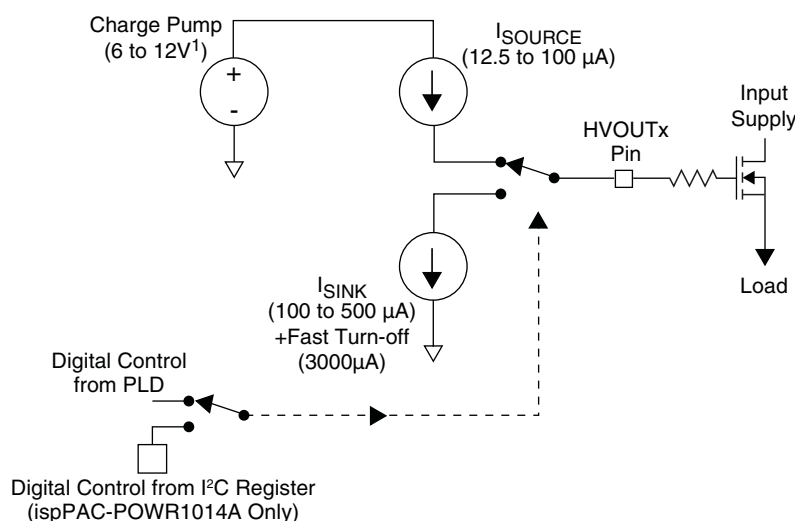 Charge Pump
(6 to 12V¹)
+
-
ISOURCE
(12.5 to 100 µA)
Input
Supply
HVOUTx
Pin
Load
ISINK
(100 to 500 µA)
+Fast Turn-off
(3000µA)
Digital Control
from PLD
Digital Control from I²C Register
(ispPAC-POWR1014A Only)